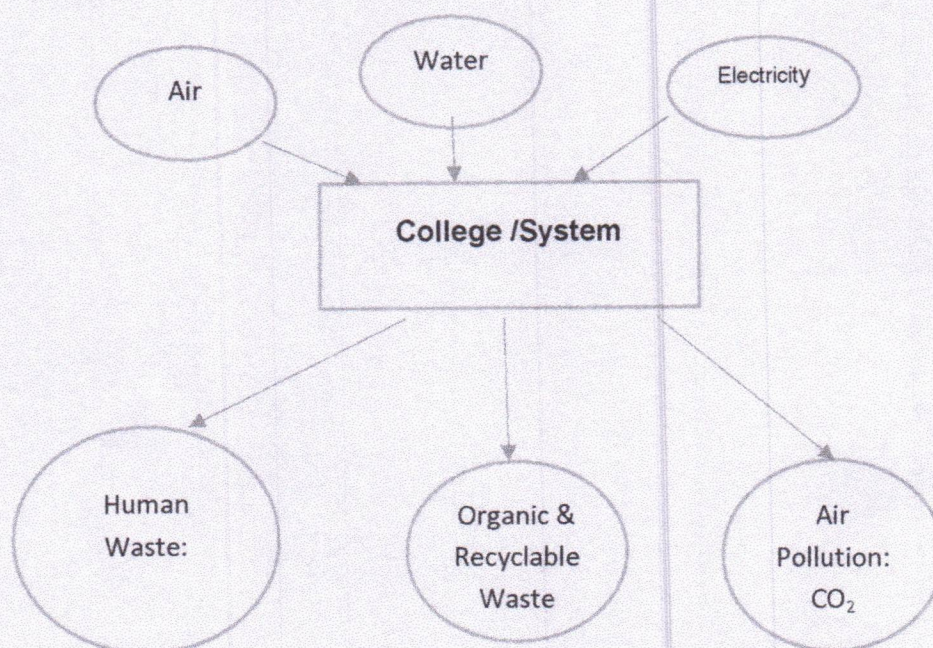 Air
Water
Electricity
College /System
Human
Waste:
Organic &
Recyclable
Waste
Air
Pollution:
CO₂